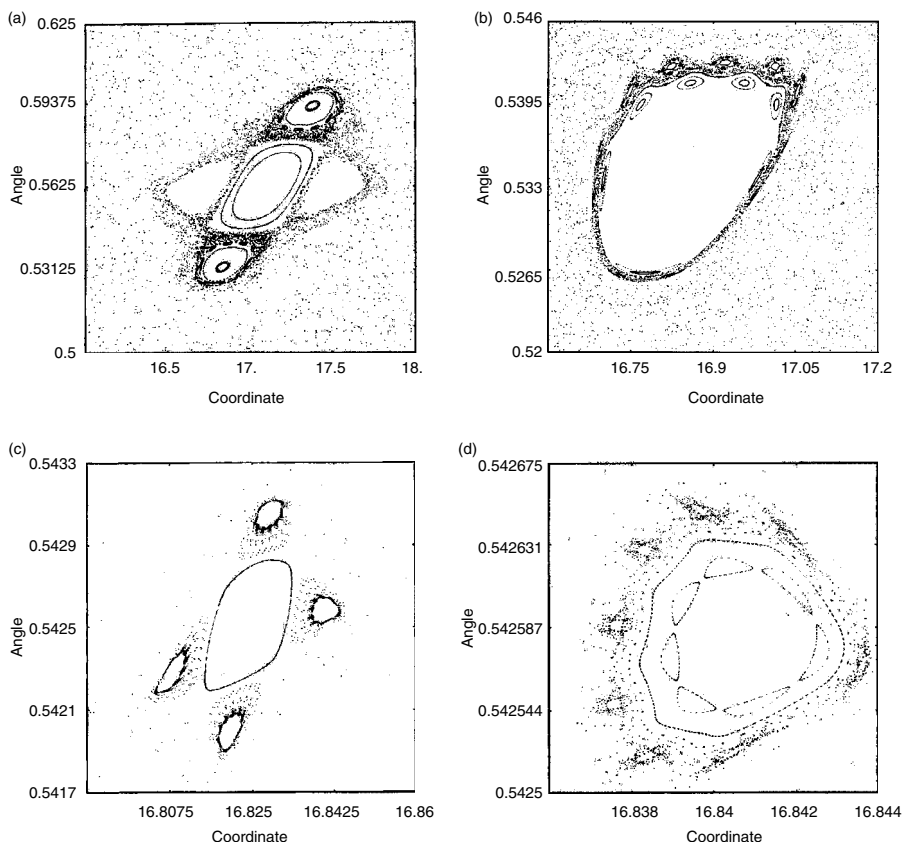 (a)
0.625
0.59375
0.5625
0.53125
0.5
Angle
16.5 17. 17.5 18.
Coordinate
(b)
0.546
0.5395
0.533
0.5265
0.52
Angle
16.75 16.9 17.05 17.2
Coordinate
(c)
0.5433
0.5429
0.5425
0.5421
0.5417
Angle
16.8075 16.825 16.8425 16.86
Coordinate
(d)
0.542675
0.542631
0.542587
0.542544
0.5425
Angle
16.838 16.84 16.842 16.844
Coordinate